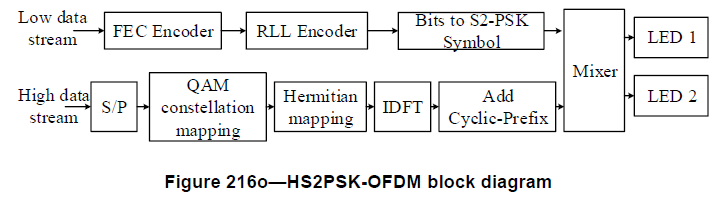 Low data
stream
FEC Encoder
RLL Encoder
Bits to S2-PSK
Symbol
Mixer
LED 1
LED 2
High data
stream
S/P
QAM
constellation
mapping
Hermitian
mapping
IDFT
Add
Cyclic-Prefix
Figure 216o—HS2PSK-OFDM block diagram